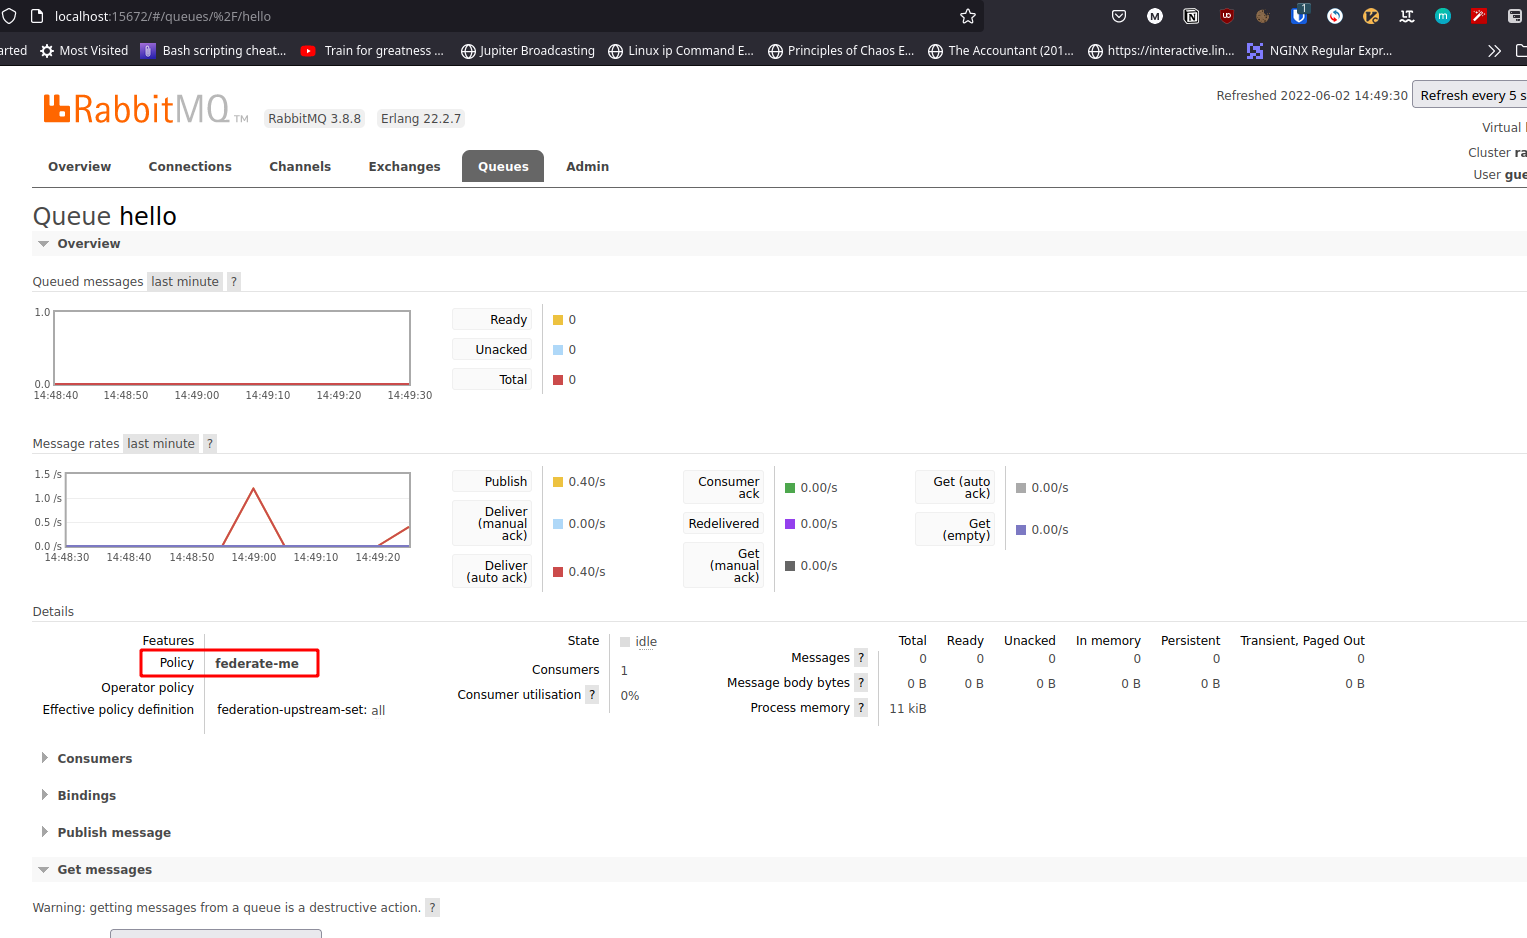 localhost:15672/#/queues/%2F/hello
M N UD 1 LT m
arted Most Visited Bash scripting cheat... Train for greatness ... Jupiter Broadcasting Linux ip Command E... Principles of Chaos E... The Accountant (201... https://interactive.lin... NGINX Regular Expr...
RabbitMQ TM RabbitMQ 3.8.8 Erlang 22.2.7
Refreshed 2022-06-02 14:49:30 Refresh every 5 s
Virtual
Cluster ra
User gue
Overview Connections Channels Exchanges Queues Admin
Queue hello
Overview
Queued messages last minute ?
1.0
0.0
14:48:40 14:48:50 14:49:00 14:49:10 14:49:20 14:49:30
Ready 0
Unacked 0
Total 0
Message rates last minute ?
1.5 /s
1.0 /s
0.5 /s
0.0 /s
14:48:30 14:48:40 14:48:50 14:49:00 14:49:10 14:49:20
Publish 0.40/s
Deliver
(manual
ack) 0.00/s
Deliver
(auto ack) 0.40/s
Consumer
ack 0.00/s
Redelivered 0.00/s
Get
(manual
ack) 0.00/s
Get (auto
ack) 0.00/s
Get
(empty) 0.00/s
Details
Features
Policy federate-me
Operator policy
Effective policy definition federation-upstream-set: all
State idle
Consumers 1
Consumer utilisation ? 0%
Total Ready Unacked In memory Persistent Transient, Paged Out
Messages ? 0 0 0 0 0 0
Message body bytes ? 0 B 0 B 0 B 0 B 0 B 0 B
Process memory ? 11 kiB
Consumers
Bindings
Publish message
Get messages
Warning: getting messages from a queue is a destructive action. ?